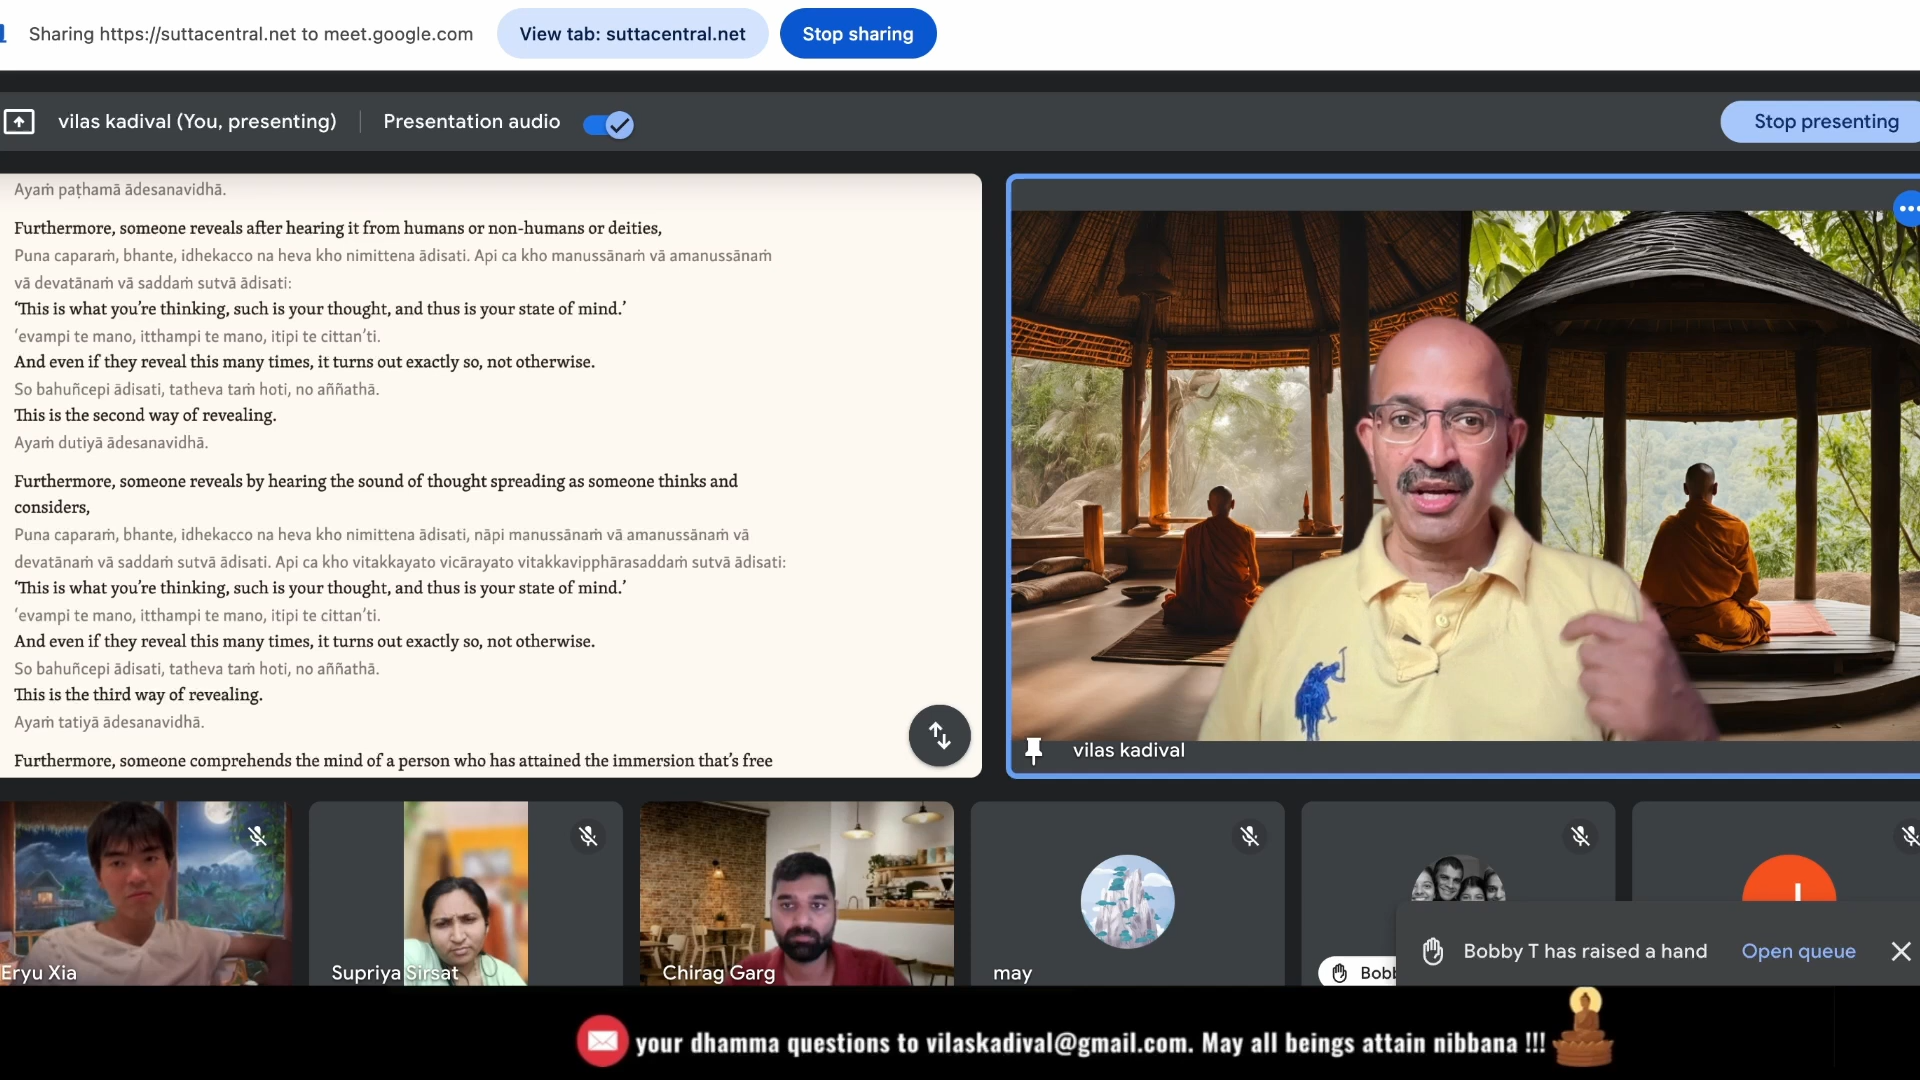 Sharing https://suttacentral.net to meet.google.com
View tab: suttacentral.net
Stop sharing
vilas kadival (You, presenting)
Presentation audio
Stop presenting
Ayaṁ paṭhamā ādesanavidhā.
Furthermore, someone reveals after hearing it from humans or non-humans or deities,
Puna caparaṁ, bhante, idhekacco na heva kho nimittena ādisati. Api ca kho manussānaṁ vā amanussānaṁ
vā devatānaṁ vā saddaṁ sutvā ādisati:
‘This is what you’re thinking, such is your thought, and thus is your state of mind.’
‘evampi te mano, itthampi te mano, itipi te cittan’ti.
And even if they reveal this many times, it turns out exactly so, not otherwise.
So bahuñcepi ādisati, tatheva taṁ hoti, no aññathā.
This is the second way of revealing.
Ayaṁ dutiyā ādesanavidhā.
Furthermore, someone reveals by hearing the sound of thought spreading as someone thinks and
considers,
Puna caparaṁ, bhante, idhekacco na heva kho nimittena ādisati, nāpi manussānaṁ vā amanussānaṁ vā
devatānaṁ vā saddaṁ sutvā ādisati. Api ca kho vitakkayato vicārayato vitakkavipphārasaddaṁ sutvā ādisati:
‘This is what you’re thinking, such is your thought, and thus is your state of mind.’
‘evampi te mano, itthampi te mano, itipi te cittan’ti.
And even if they reveal this many times, it turns out exactly so, not otherwise.
So bahuñcepi ādisati, tatheva taṁ hoti, no aññathā.
This is the third way of revealing.
Ayaṁ tatiyā ādesanavidhā.
Furthermore, someone comprehends the mind of a person who has attained the immersion that’s free
vilas kadival
Eryu Xia
Supriya Sirsat
Chirag Garg
may
Bobb
Bobby T has raised a hand
Open queue
your dhamma questions to vilaskadival@gmail.com. May all beings attain nibbana !!!